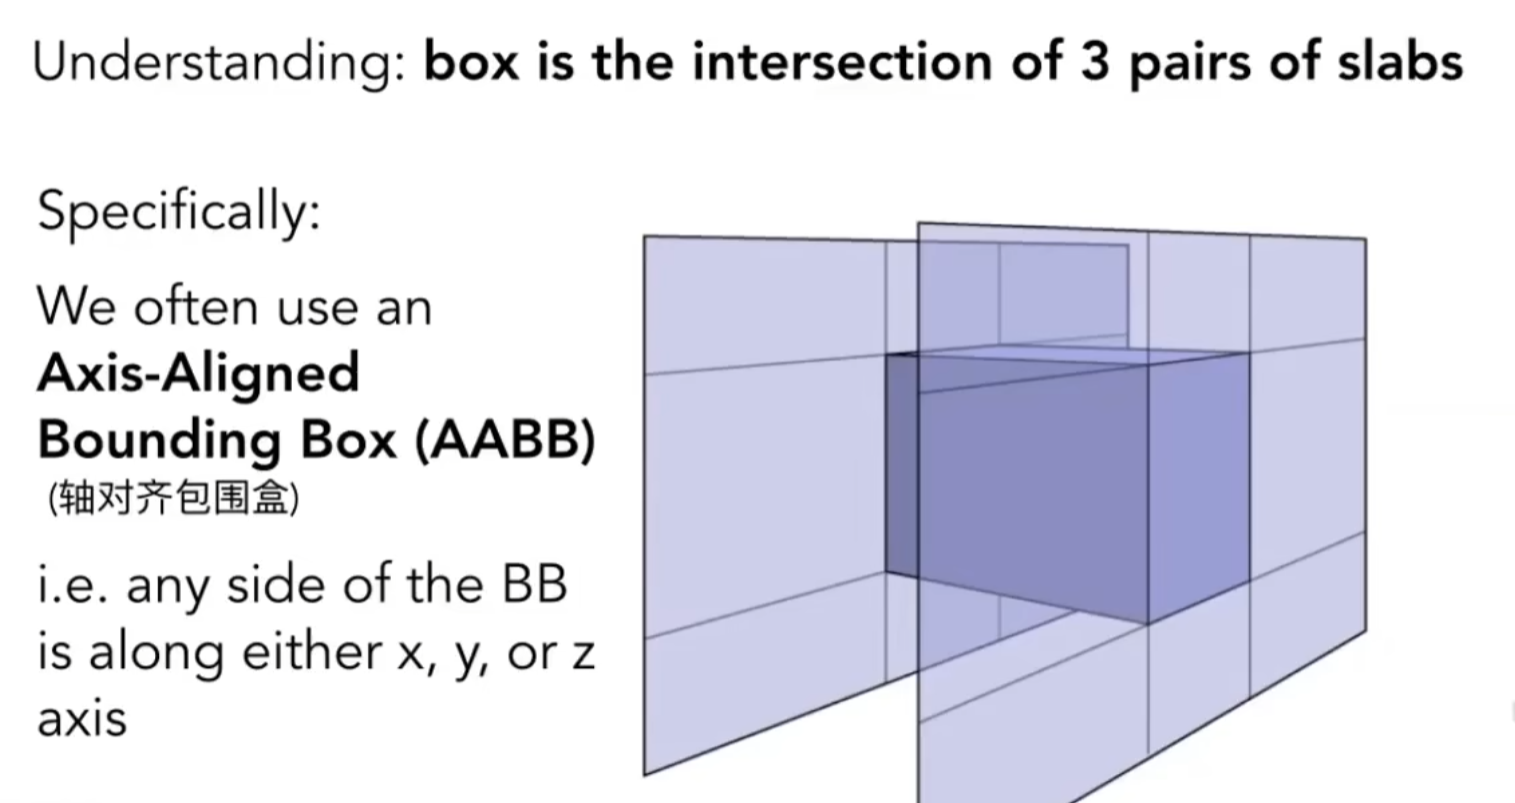 Understanding: box is the intersection of 3 pairs of slabs
Specifically:
We often use an
Axis-Aligned
Bounding Box (AABB)
(轴对齐包围盒)
i.e. any side of the BB
is along either x, y, or z
axis